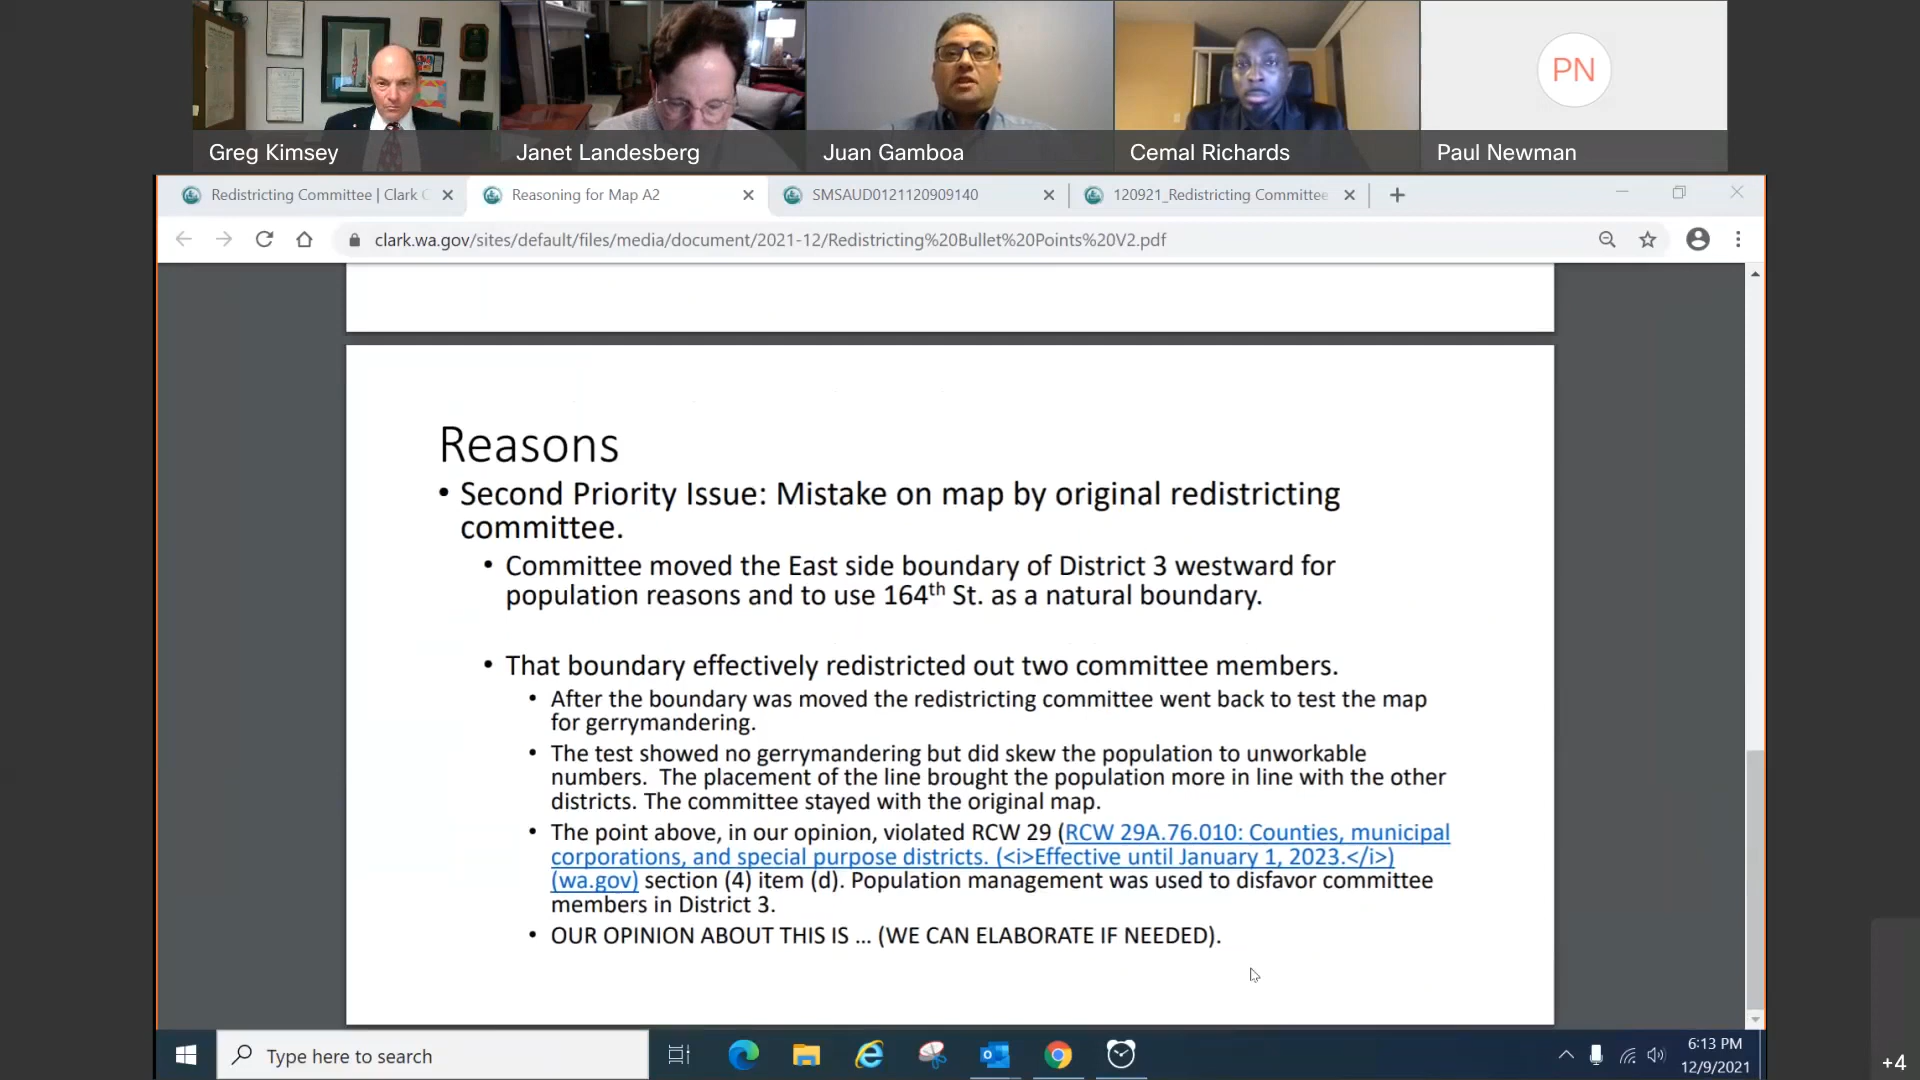 PN
Greg Kimsey
Janet Landesberg
Juan Gamboa
Cemal Richards
Paul Newman
Redistricting Committee | Clark C
Reasoning for Map A2
SMSAUD0121120909140
120921_Redistricting Committee
clark.wa.gov/sites/default/files/media/document/2021-12/Redistricting%20Bullet%20Points%20V2.pdf
Reasons
• Second Priority Issue: Mistake on map by original redistricting
committee.
• Committee moved the East side boundary of District 3 westward for
population reasons and to use 164th St. as a natural boundary.
• That boundary effectively redistricted out two committee members.
• After the boundary was moved the redistricting committee went back to test the map
for gerrymandering.
• The test showed no gerrymandering but did skew the population to unworkable
numbers. The placement of the line brought the population more in line with the other
districts. The committee stayed with the original map.
• The point above, in our opinion, violated RCW 29 (RCW 29A.76.010: Counties, municipal
corporations, and special purpose districts. (<i>Effective until January 1, 2023.</i>)
(wa.gov) section (4) item (d). Population management was used to disfavor committee
members in District 3.
• OUR OPINION ABOUT THIS IS ... (WE CAN ELABORATE IF NEEDED).
Type here to search
6:13 PM
12/9/2021
+4